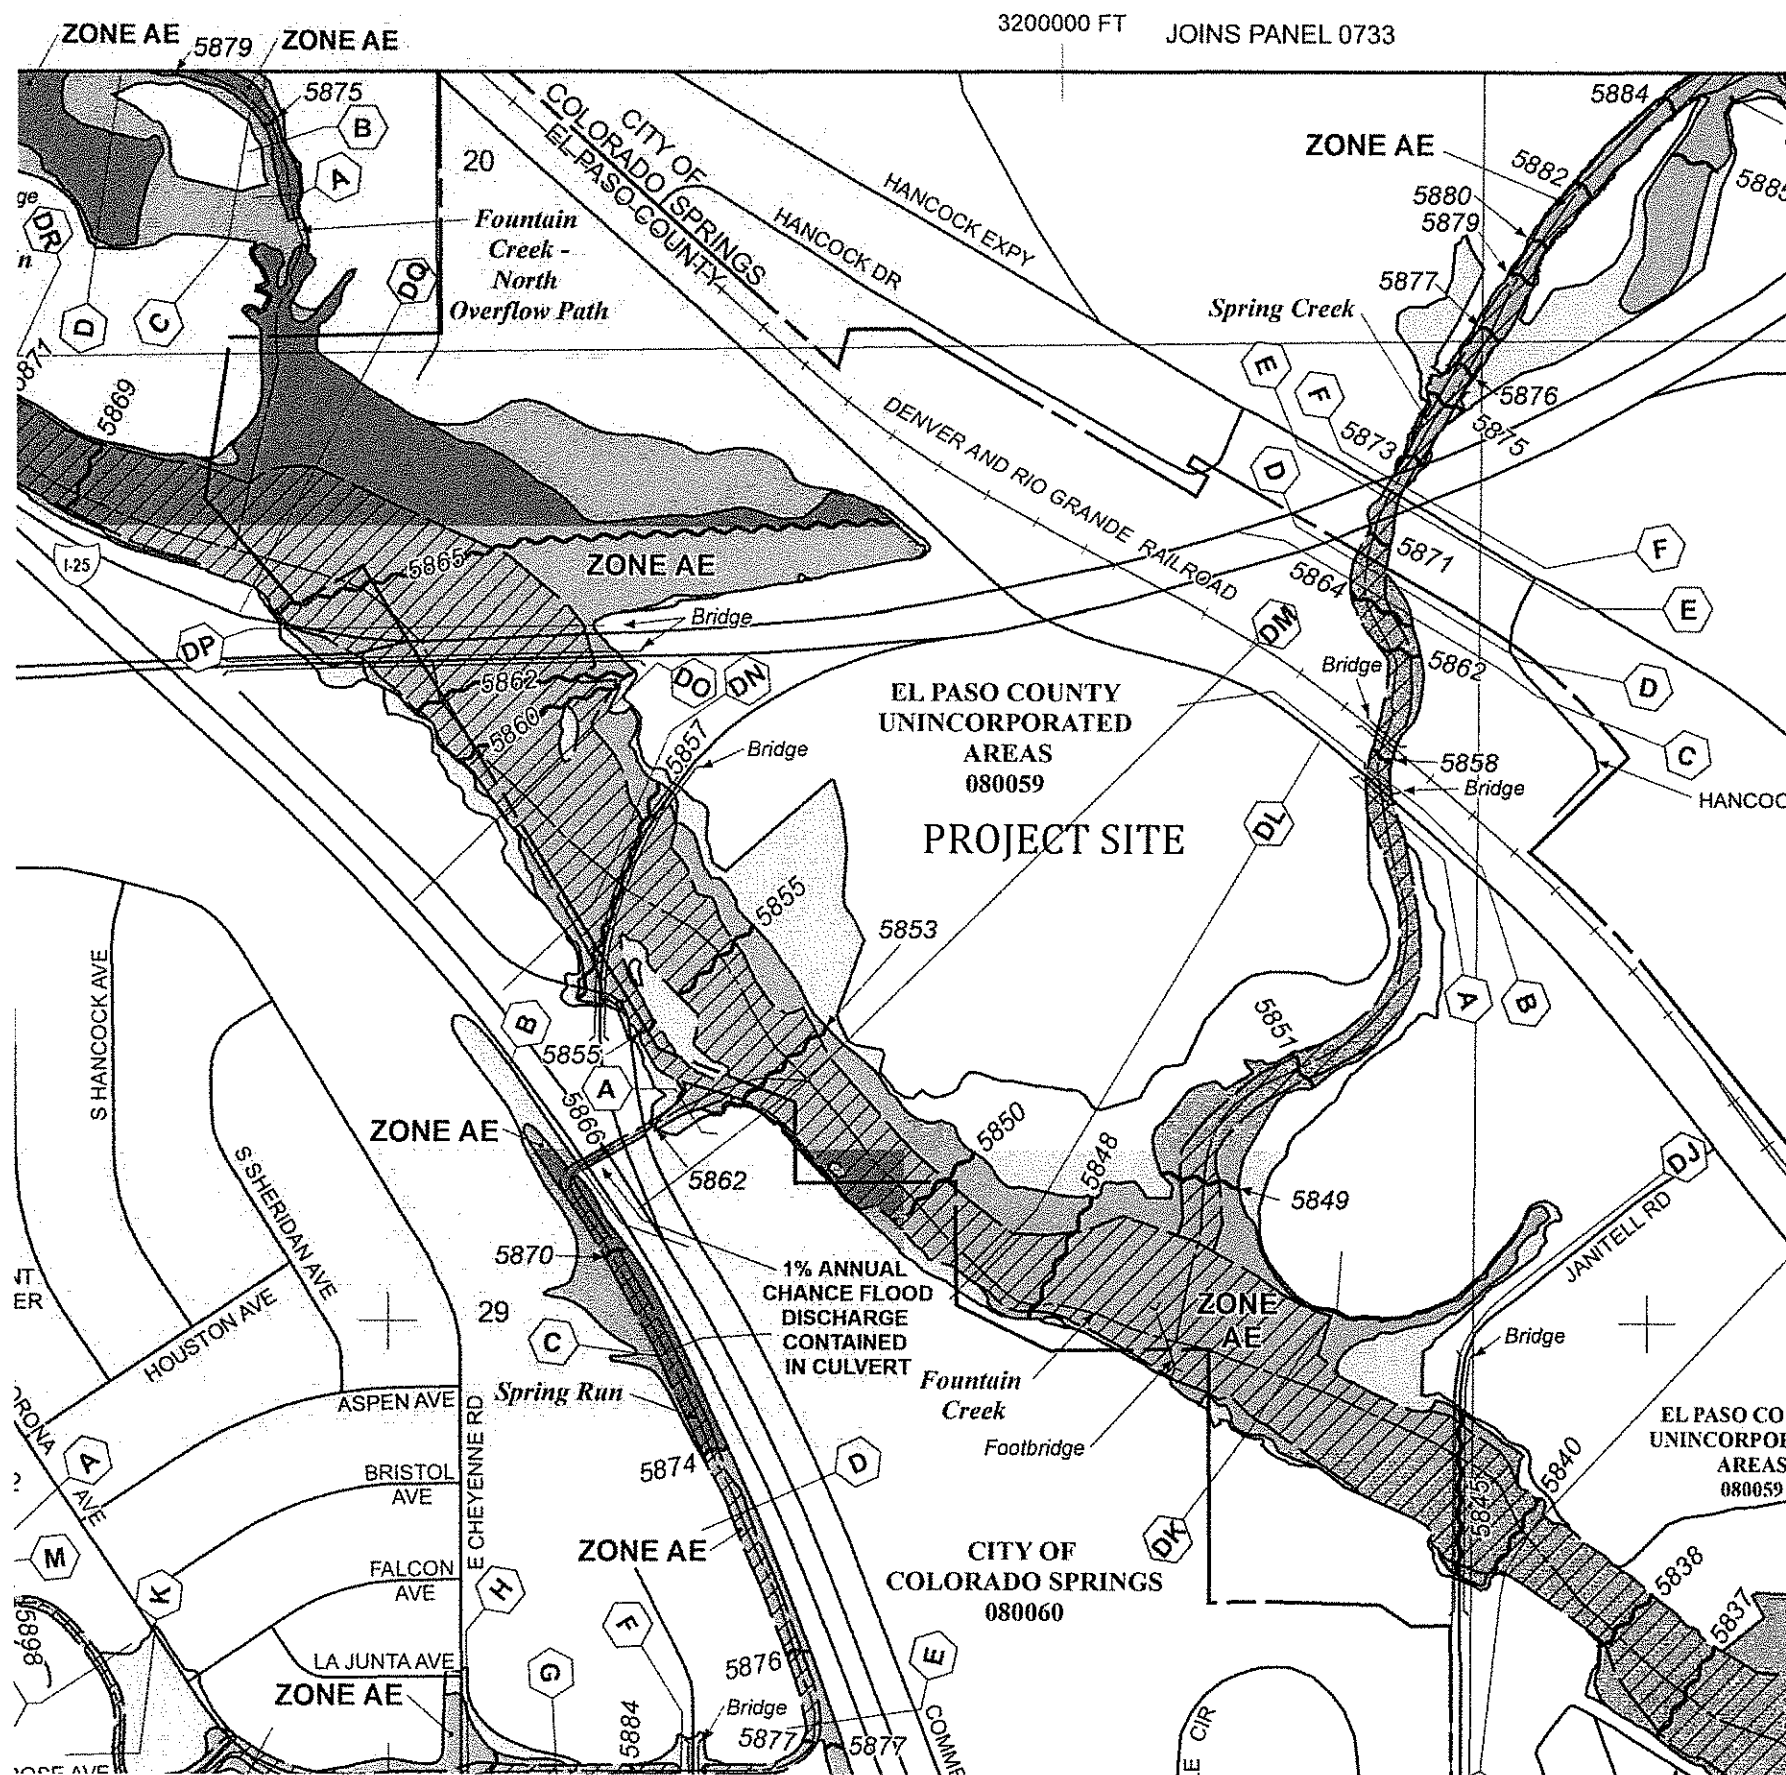 3200000 FT
JOINS PANEL 0733
ZONE AE
5879
ZONE AE
5875
B
A
20
Fountain
Creek -
North
Overflow Path
DR
D
C
DQ
5871
5869
CITY OF
COLORADO SPRINGS
EL PASO COUNTY
HANCOCK DR
HANCOCK EXPY
ZONE AE
5884
5882
5880
5879
5877
5885
Spring Creek
E
F
5876
5875
5873
D
DENVER AND RIO GRANDE RAILROAD
5871
5864
5862
F
E
D
C
I-25
5865
ZONE AE
Bridge
DP
5862
5860
DO
DN
5857
Bridge
DM
Bridge
5858
Bridge
EL PASO COUNTY
UNINCORPORATED
AREAS
080059
PROJECT SITE
DL
HANCOC
5855
5853
A
B
5851
S HANCOCK AVE
S SHERIDAN AVE
B
5855
A
5866
ZONE AE
5862
5850
5848
5849
DJ
JANITELL RD
5870
1% ANNUAL
CHANCE FLOOD
DISCHARGE
CONTAINED
IN CULVERT
ZONE
AE
Bridge
HOUSTON AVE
29
C
Spring Run
ASPEN AVE
E CHEYENNE RD
Fountain
Creek
Footbridge
EL PASO CO
UNINCORPOR
AREAS
080059
ORONA AVE
A
BRISTOL
AVE
5874
D
5845
5840
DK
M
K
FALCON
AVE
H
ZONE AE
CITY OF
COLORADO SPRINGS
080060
5838
5837
5898
LA JUNTA AVE
ZONE AE
G
F
5884
5876
Bridge
5877
5877
E
COMME
E CIR